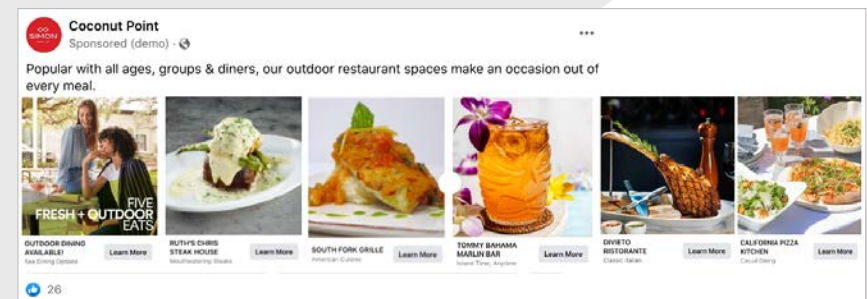 SIMON
Coconut Point
Sponsored (demo) ·
Popular with all ages, groups & diners, our outdoor restaurant spaces make an occasion out of
every meal.
FIVE
FRESH + OUTDOOR
EATS
OUTDOOR DINING
AVAILABLE!
See Dining Options
Learn More
RUTH'S CHRIS
STEAK HOUSE
Mouthwatering Steaks
Learn More
SOUTH FORK GRILLE
American Cuisine
Learn More
TOMMY BAHAMA
MARLIN BAR
Island Time, Anytime
Learn More
DIVIETO
RISTORANTE
Classic Italian
Learn More
CALIFORNIA PIZZA
KITCHEN
Casual Dining
Learn More
26